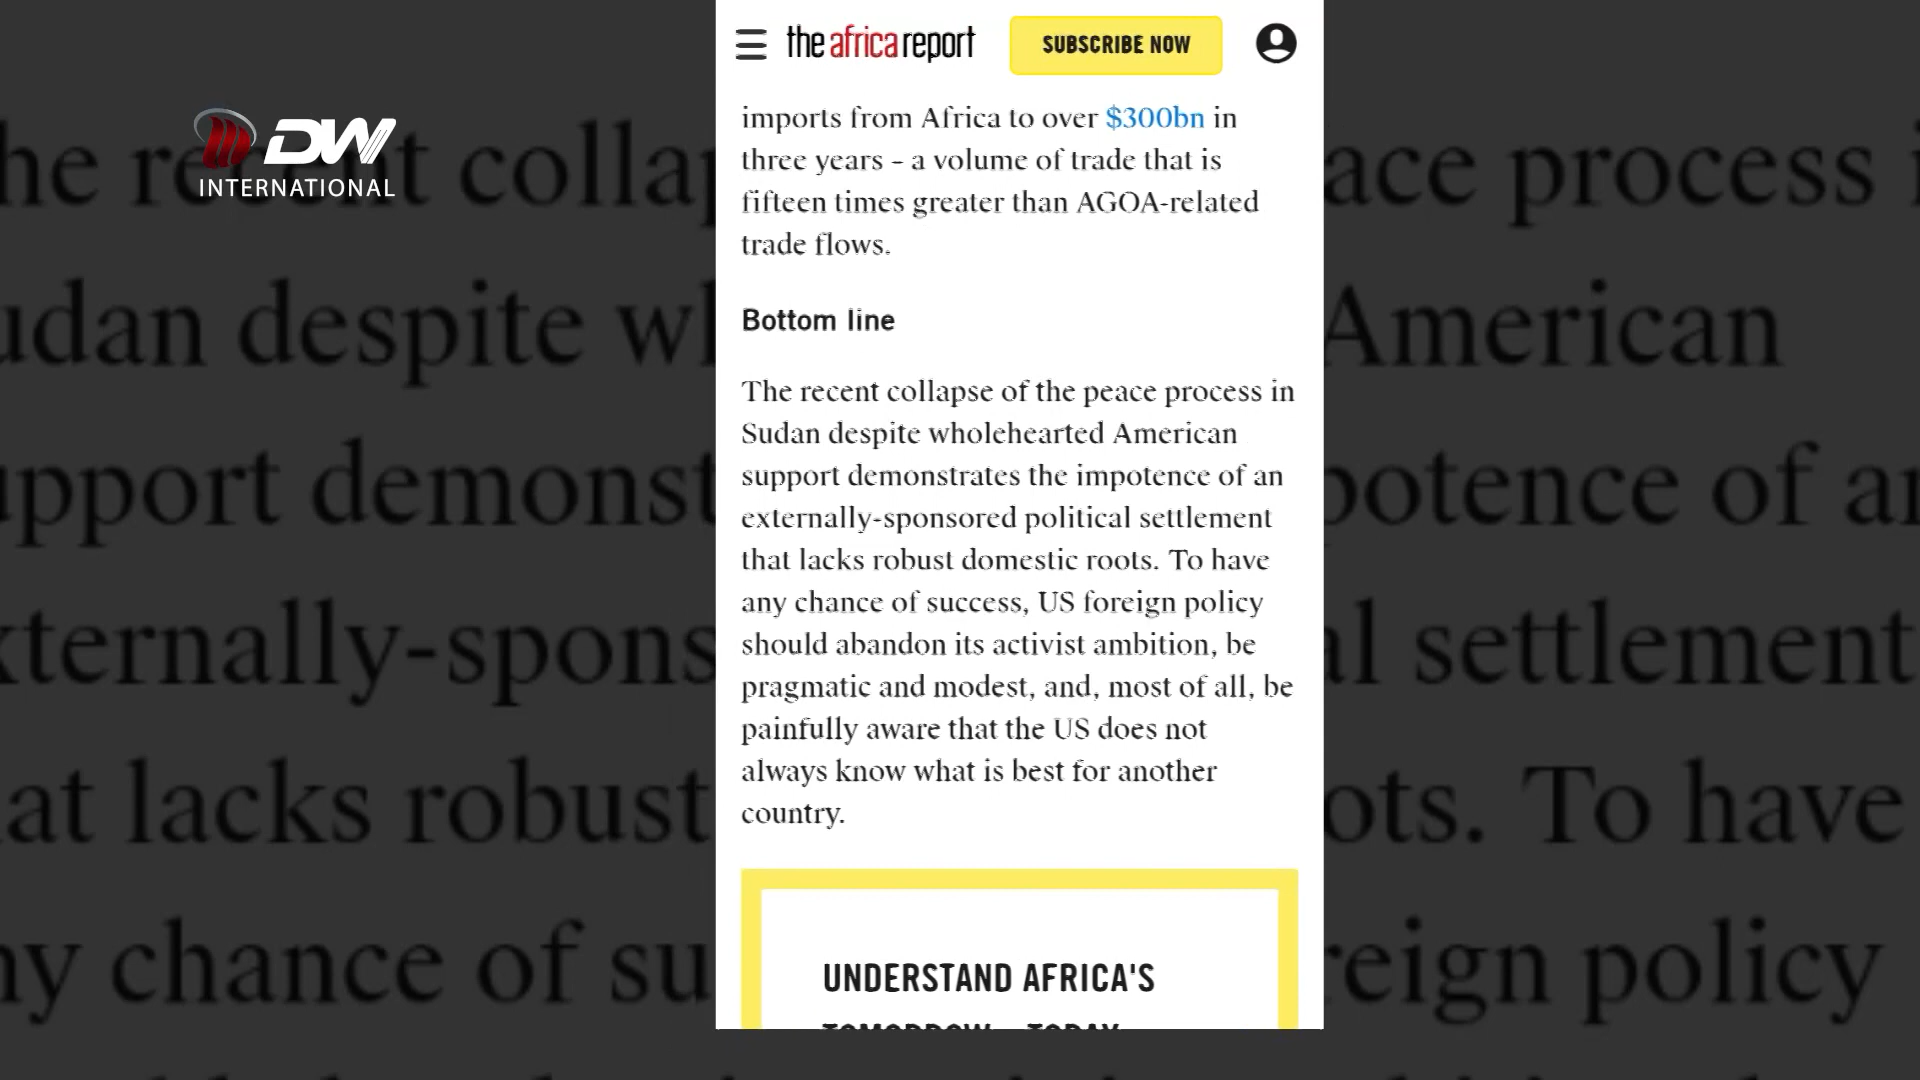 DW
INTERNATIONAL
the africa report
SUBSCRIBE NOW
imports from Africa to over $300bn in
three years – a volume of trade that is
fifteen times greater than AGOA-related
trade flows.
Bottom line
The recent collapse of the peace process in
Sudan despite wholehearted American
support demonstrates the impotence of an
externally-sponsored political settlement
that lacks robust domestic roots. To have
any chance of success, US foreign policy
should abandon its activist ambition, be
pragmatic and modest, and, most of all, be
painfully aware that the US does not
always know what is best for another
country.
UNDERSTAND AFRICA'S
TOMORROW... TODAY